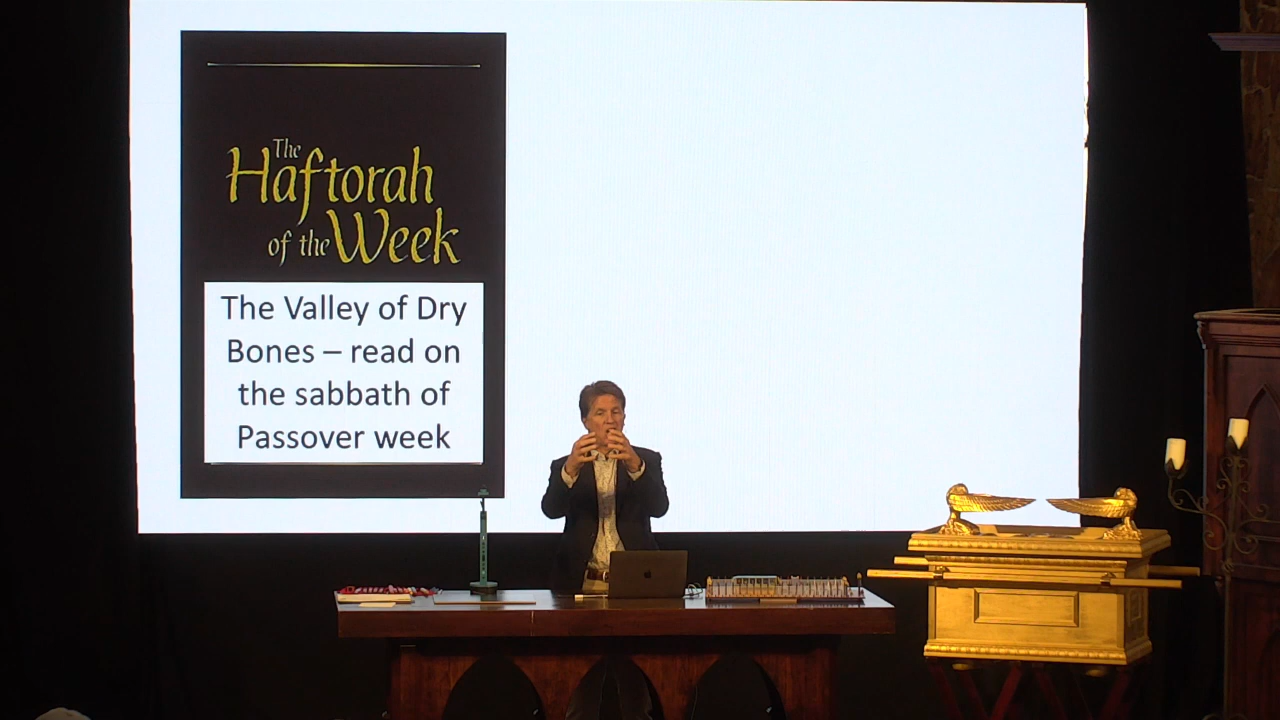 The
Haftorah
of the Week
The Valley of Dry
Bones – read on
the sabbath of
Passover week